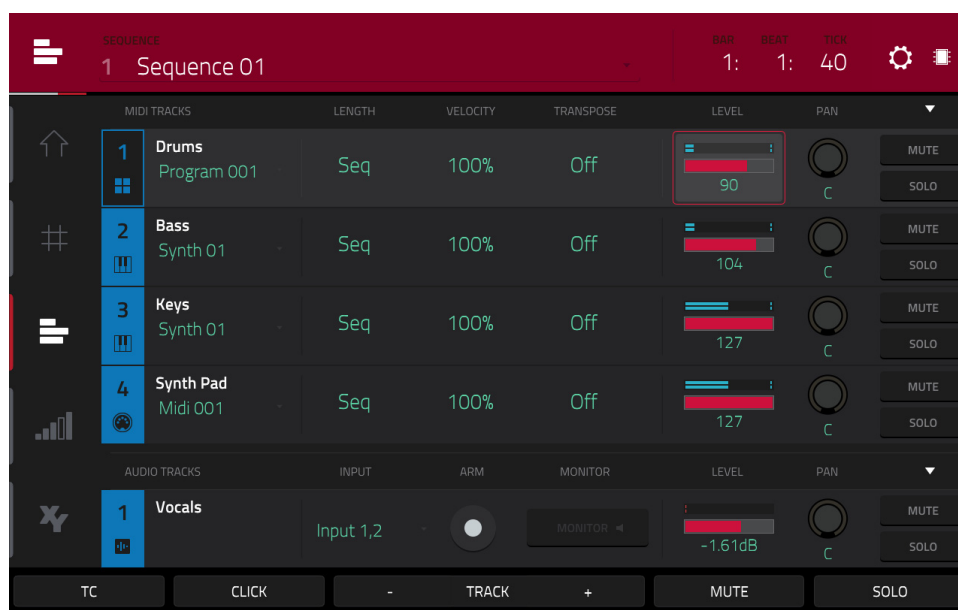 SEQUENCE BAR BEAT TICK
1 Sequence 01 1: 1: 40
MIDI TRACKS LENGTH VELOCITY TRANSPOSE LEVEL PAN
1 Drums MUTE
Program 001 Seq 100% Off
90 C SOLO
2 Bass MUTE
Synth 01 Seq 100% Off
104 C SOLO
3 Keys MUTE
Synth 01 Seq 100% Off
127 C SOLO
4 Synth Pad MUTE
Midi 001 Seq 100% Off
127 C SOLO
AUDIO TRACKS INPUT ARM MONITOR LEVEL PAN
1 Vocals MUTE
Input 1,2 MONITOR
-1.61dB C SOLO
XY
TC CLICK - TRACK + MUTE SOLO